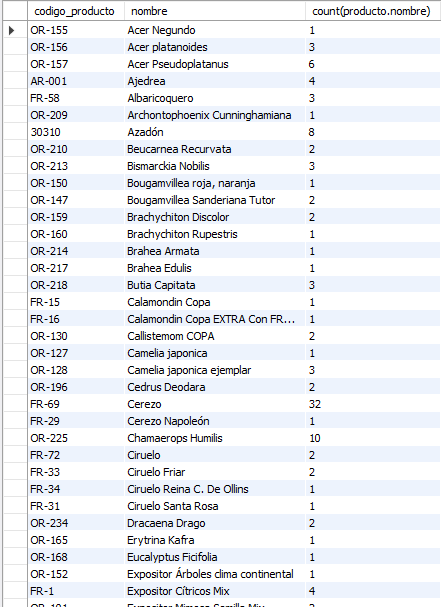 codigo_producto nombre count(producto.nombre)
OR-155 Acer Negundo 1
OR-156 Acer platanoides 3
OR-157 Acer Pseudoplatanus 6
AR-001 Ajedrea 4
FR-58 Albaricoquero 3
OR-209 Archontophoenix Cunninghamiana 1
30310 Azadón 8
OR-210 Beucarnea Recurvata 2
OR-213 Bismarckia Nobilis 3
OR-150 Bougamvillea roja, naranja 1
OR-147 Bougamvillea Sanderiana Tutor 2
OR-159 Brachychiton Discolor 2
OR-160 Brachychiton Rupestris 1
OR-214 Brahea Armata 1
OR-217 Brahea Edulis 1
OR-218 Butia Capitata 3
FR-15 Calamondin Copa 1
FR-16 Calamondin Copa EXTRA Con FR... 1
OR-130 Callistemom COPA 2
OR-127 Camelia japonica 1
OR-128 Camelia japonica ejemplar 3
OR-196 Cedrus Deodara 2
FR-69 Cerezo 32
FR-29 Cerezo Napoleón 1
OR-225 Chamaerops Humilis 10
FR-72 Ciruelo 2
FR-33 Ciruelo Friar 2
FR-34 Ciruelo Reina C. De Ollins 1
FR-31 Ciruelo Santa Rosa 1
OR-234 Dracaena Drago 2
OR-165 Erytrina Kafra 1
OR-168 Eucalyptus Ficifolia 1
OR-152 Expositor Árboles clima continental 1
FR-1 Expositor Cítricos Mix 4